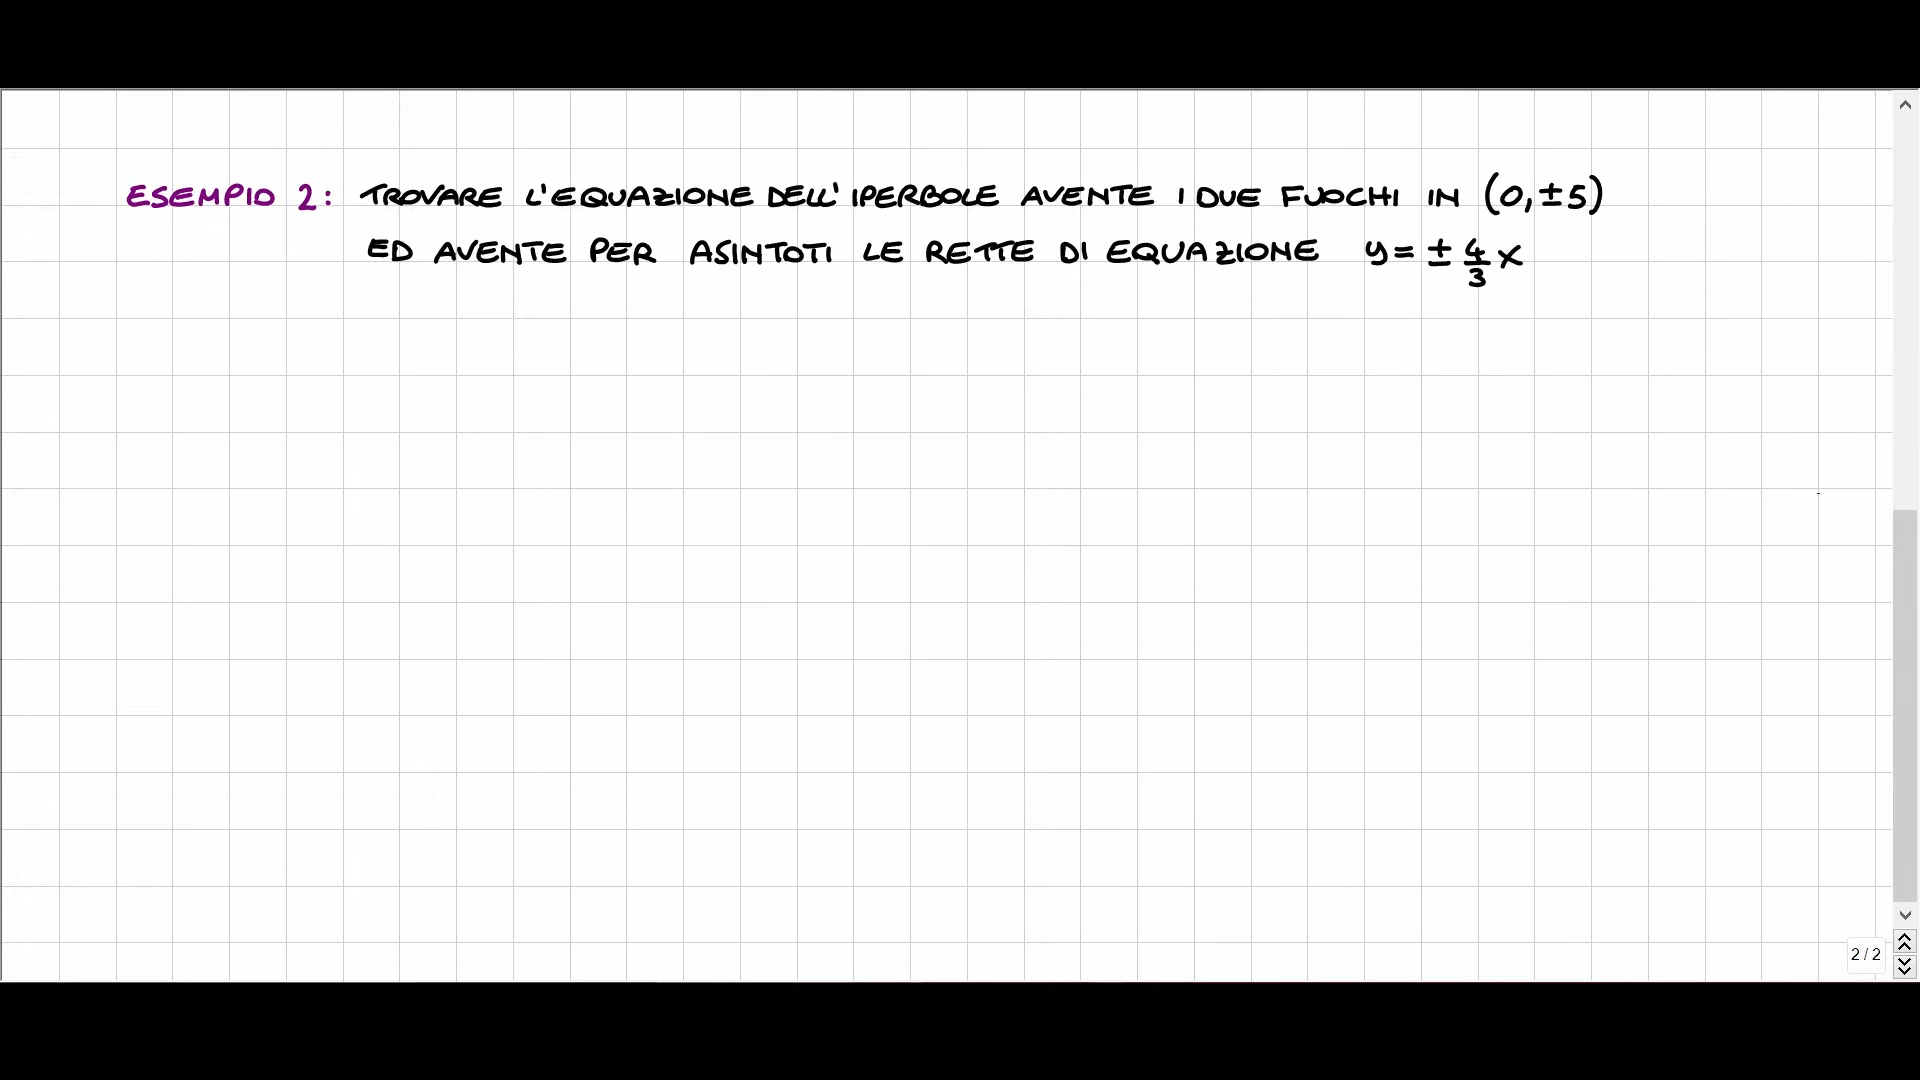 ESEMPIO 2: TROVARE L'EQUAZIONE DELL'IPERBOLE AVENTE I DUE FUOCHI IN (0,±5)
ED AVENTE PER ASINTOTI LE RETTE DI EQUAZIONE y = ± 4/3 x
2 / 2